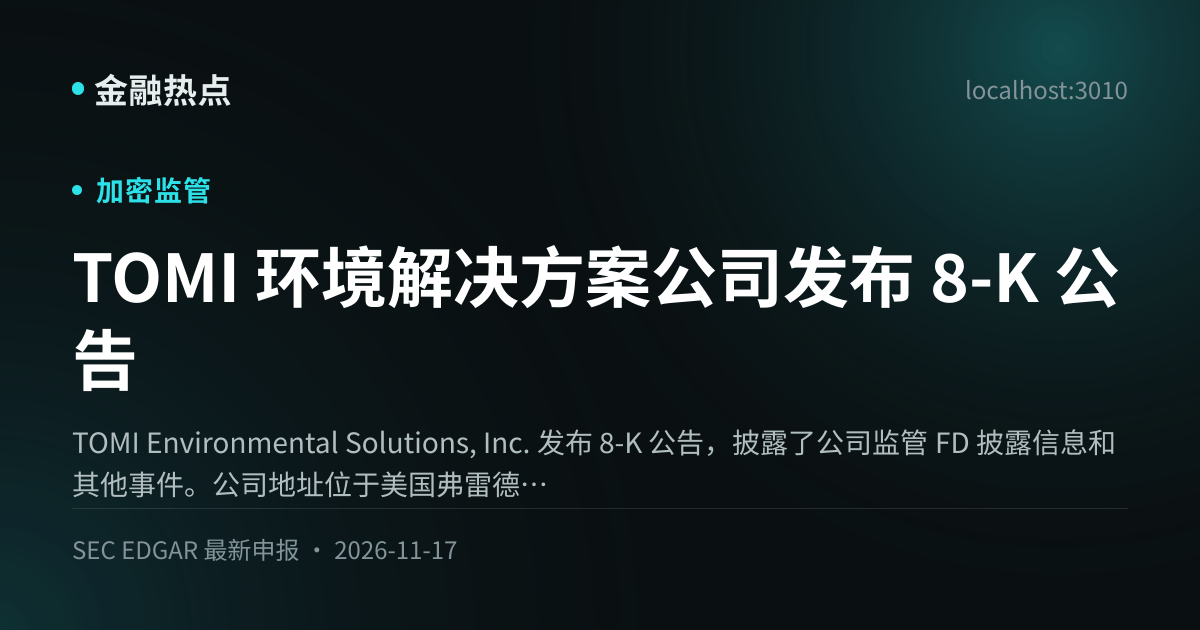 金融热点
localhost:3010
加密监管
TOMI 环境解决方案公司发布 8-K 公
告
TOMI Environmental Solutions, Inc. 发布 8-K 公告，披露了公司监管 FD 披露信息和
其他事件。公司地址位于美国弗雷德…
SEC EDGAR 最新申报 · 2026-11-17